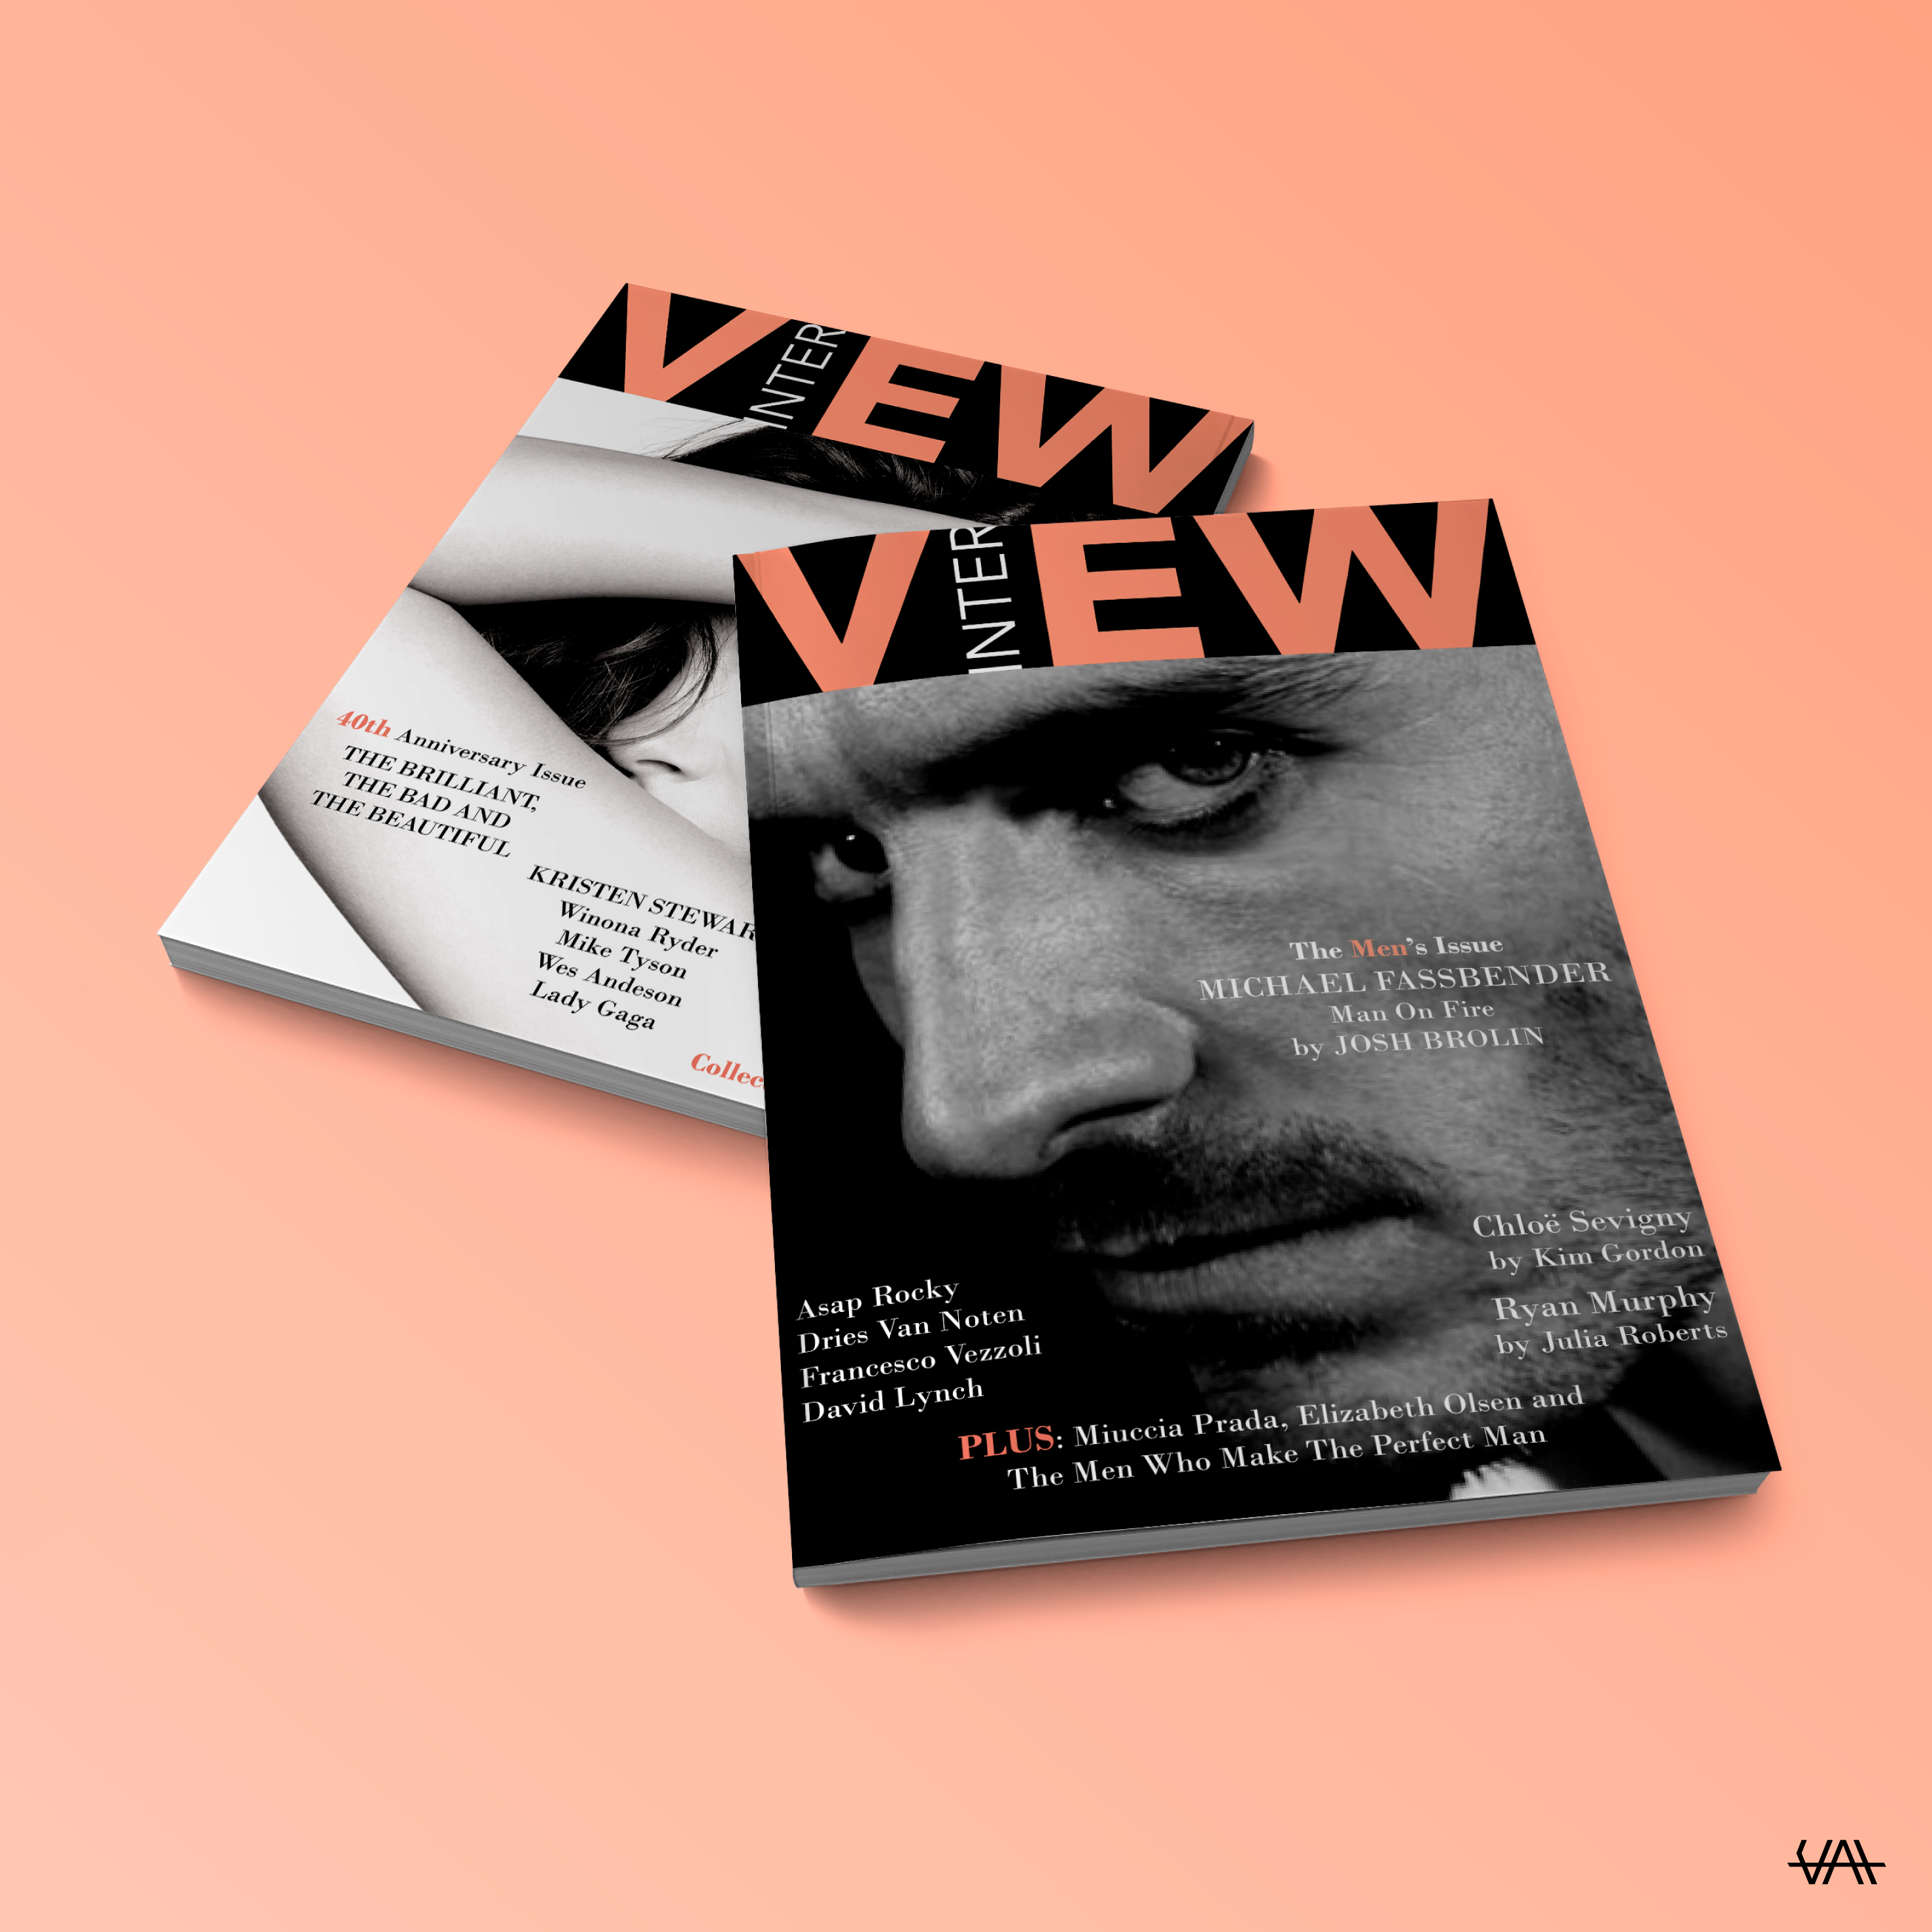 VEW
INTER
40th Anniversary Issue
THE BRILLIANT,
THE BAD AND
THE BEAUTIFUL
KRISTEN STEWAR
Winona Ryder
Mike Tyson
Wes Andeson
Lady Gaga
Collec
VEW
INTER
The Men's Issue
MICHAEL FASSBENDER
Man On Fire
by JOSH BROLIN
Chloë Sevigny
by Kim Gordon
Ryan Murphy
by Julia Roberts
Asap Rocky
Dries Van Noten
Francesco Vezzoli
David Lynch
PLUS: Miuccia Prada, Elizabeth Olsen and
The Men Who Make The Perfect Man